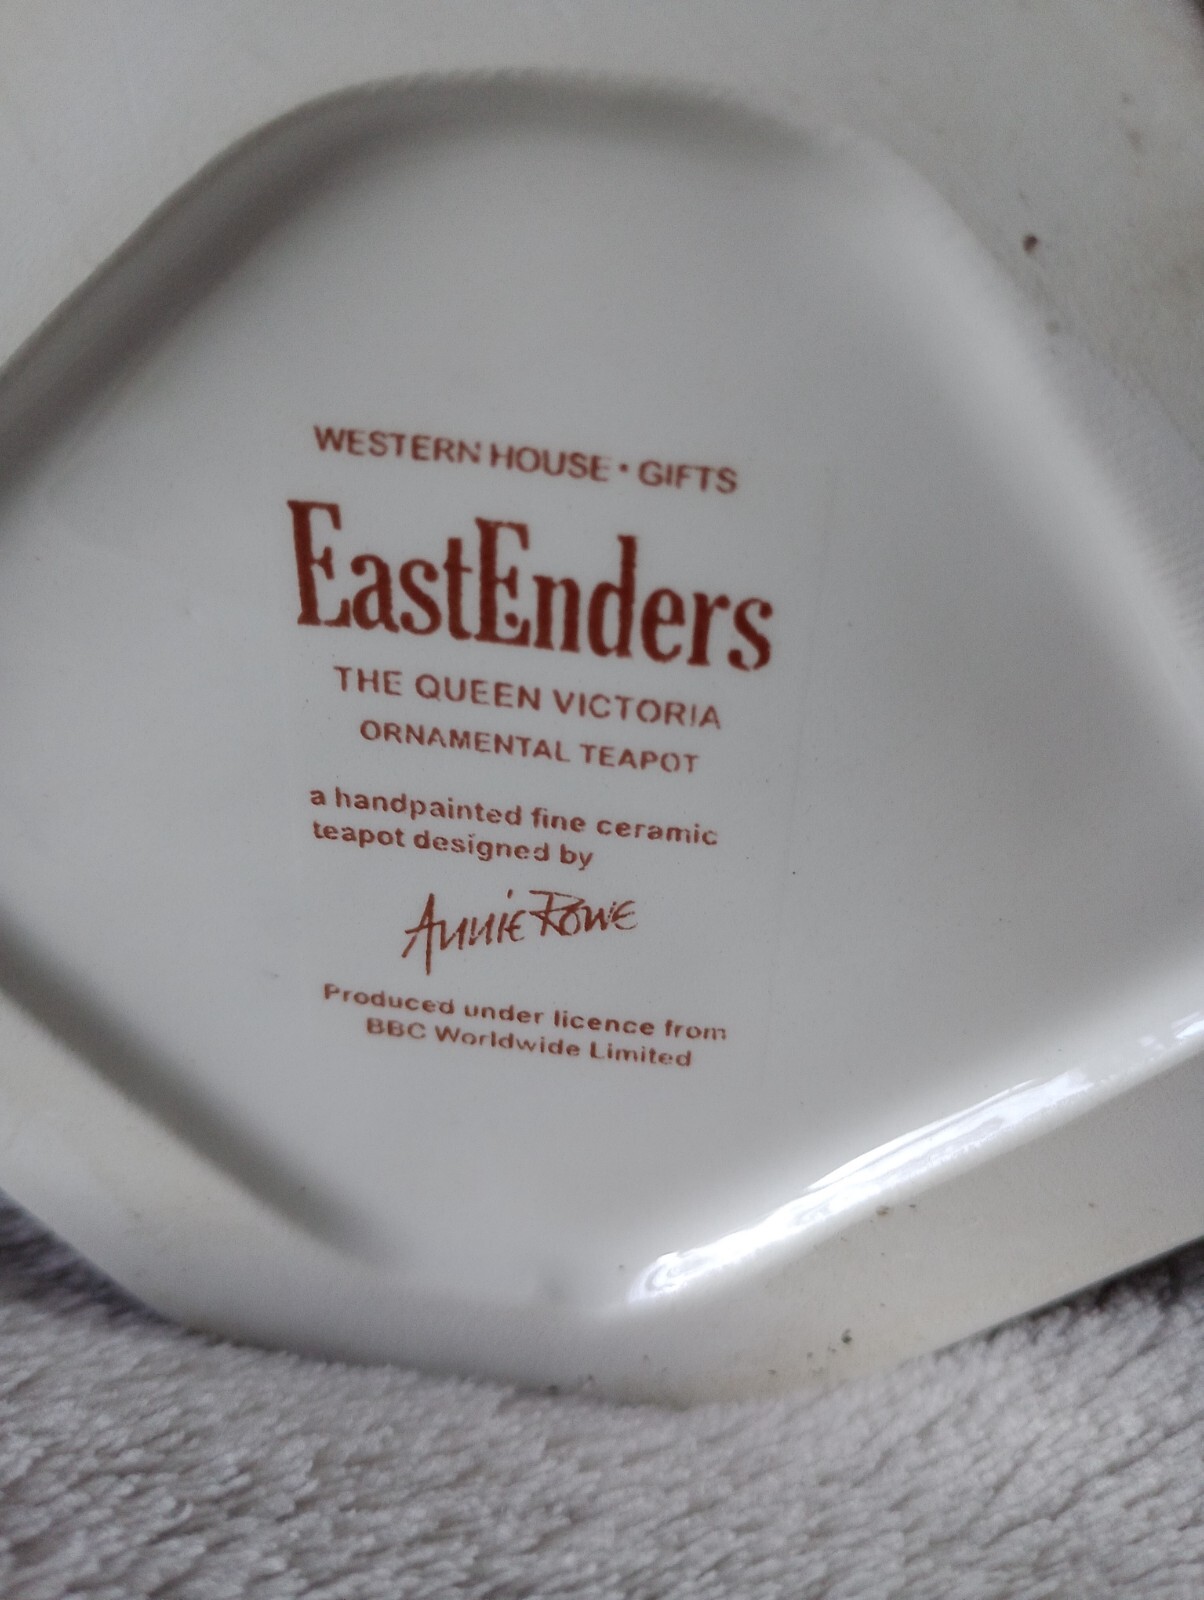 WESTERN HOUSE • GIFTS
EastEnders
THE QUEEN VICTORIA
ORNAMENTAL TEAPOT
a handpainted fine ceramic
teapot designed by
Annie Rowe
Produced under licence from
BBC Worldwide Limited